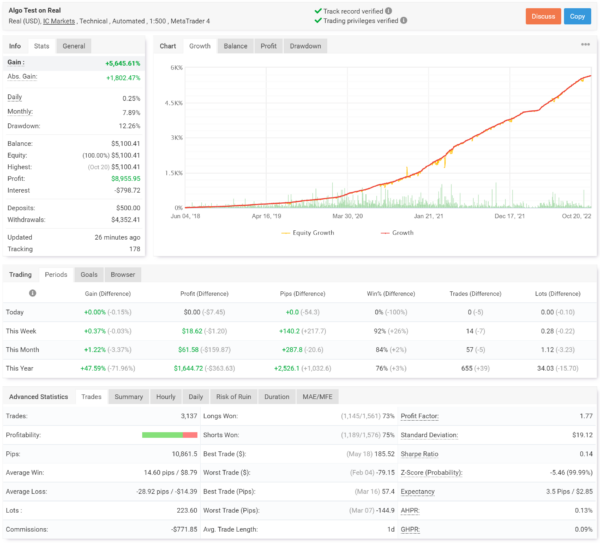 Algo Test on Real
Real (USD), IC Markets , Technical , Automated , 1:500 , MetaTrader 4
Track record verified
Trading privileges verified
Discuss Copy
Info Stats General
Gain : +5,645.61%
Abs. Gain: +1,802.47%
Daily 0.25%
Monthly: 7.89%
Drawdown: 12.26%
Balance: $5,100.41
Equity: (100.00%) $5,100.41
Highest: (Oct 20) $5,100.41
Profit: $8,955.95
Interest -$798.72
Deposits: $500.00
Withdrawals: $4,352.41
Updated 26 minutes ago
Tracking 178
Chart Growth Balance Profit Drawdown
6K%
4.5K%
3K%
1.5K%
0%
Jun 04, '18 Apr 16, '19 Mar 30, '20 Jan 21, '21 Dec 17, '21 Oct 20, '22
Equity Growth Growth
Trading Periods Goals Browser
Gain (Difference) Profit (Difference) Pips (Difference) Win% (Difference) Trades (Difference) Lots (Difference)
Today +0.00% (-0.15%) $0.00 (-$7.45) +0.0 (-54.3) 0% (-100%) 0 (-5) 0.00 (-0.10)
This Week +0.37% (-0.03%) $18.62 (-$1.20) +140.2 (+217.7) 92% (+26%) 14 (-7) 0.28 (-0.22)
This Month +1.22% (-3.37%) $61.58 (-$159.87) +287.8 (-20.6) 84% (+2%) 57 (-5) 1.12 (-3.23)
This Year +47.59% (-71.96%) $1,644.72 (-$363.63) +2,526.1 (+1,032.6) 76% (+3%) 655 (+39) 34.03 (-15.70)
Advanced Statistics Trades Summary Hourly Daily Risk of Ruin Duration MAE/MFE
Trades: 3,137 Longs Won: (1,145/1,561) 73% Profit Factor: 1.77
Profitability: Shorts Won: (1,189/1,576) 75% Standard Deviation: $19.12
Pips: 10,861.5 Best Trade ($): (May 18) 185.52 Sharpe Ratio 0.14
Average Win: 14.60 pips / $8.79 Worst Trade ($): (Feb 04) -79.15 Z-Score (Probability): -5.46 (99.99%)
Average Loss: -28.92 pips / -$14.39 Best Trade (Pips): (Mar 16) 57.4 Expectancy 3.5 Pips / $2.85
Lots : 223.60 Worst Trade (Pips): (Mar 07) -144.9 AHPR: 0.13%
Commissions: -$771.85 Avg. Trade Length: 1d GHPR: 0.09%